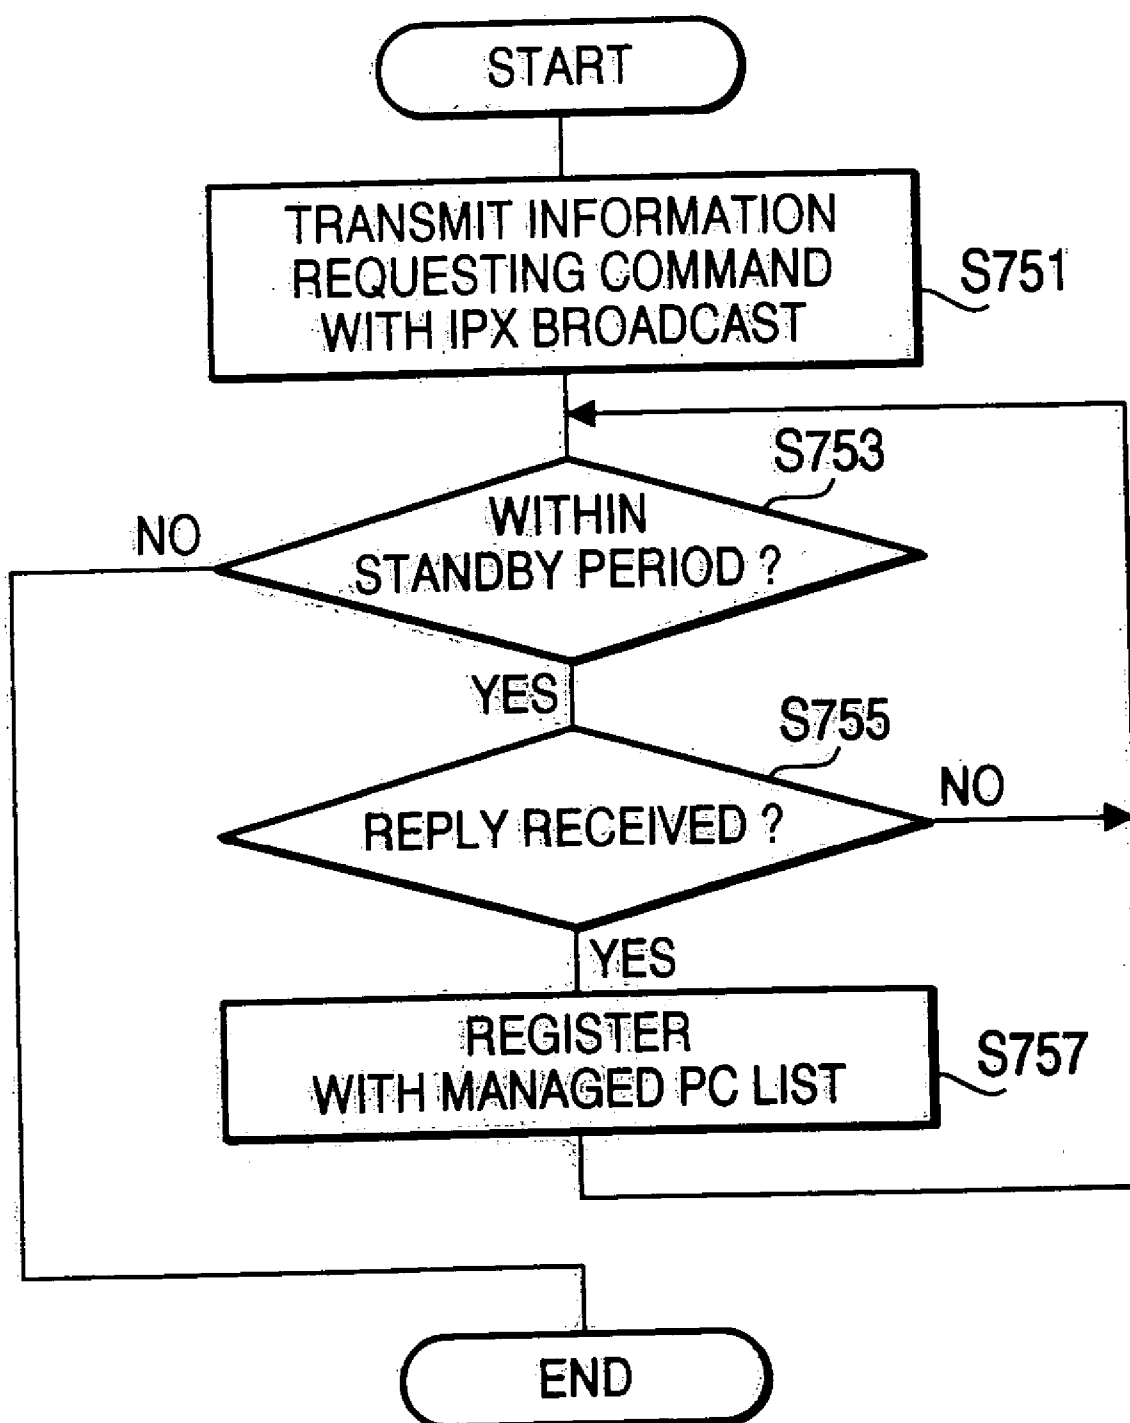 START
TRANSMIT INFORMATION
REQUESTING COMMAND
WITH IPX BROADCAST
S751
S753
WITHIN
STANDBY PERIOD ?
NO
YES
S755
REPLY RECEIVED ?
NO
YES
REGISTER
WITH MANAGED PC LIST
S757
END